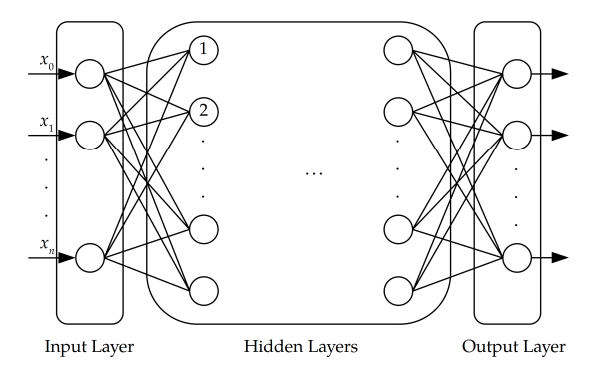 x₀
1
x₁
2
...
xₙ
Input Layer
Hidden Layers
Output Layer